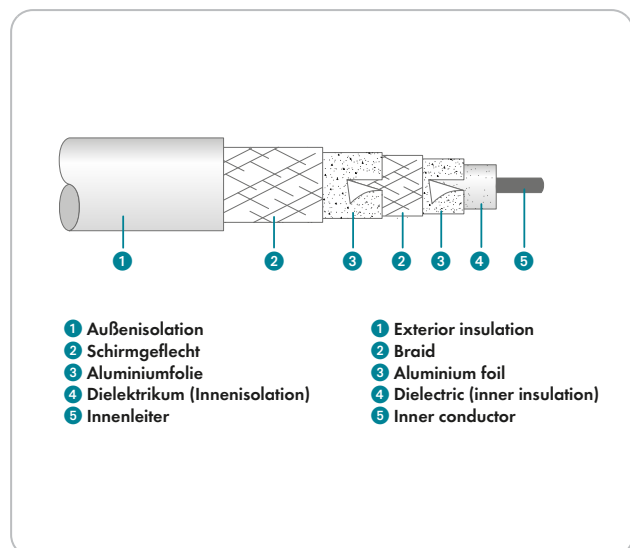 1 2 3 2 3 4 5
1 Außenisolation
2 Schirmgeflecht
3 Aluminiumfolie
4 Dielektrikum (Innenisolation)
5 Innenleiter
1 Exterior insulation
2 Braid
3 Aluminium foil
4 Dielectric (inner insulation)
5 Inner conductor